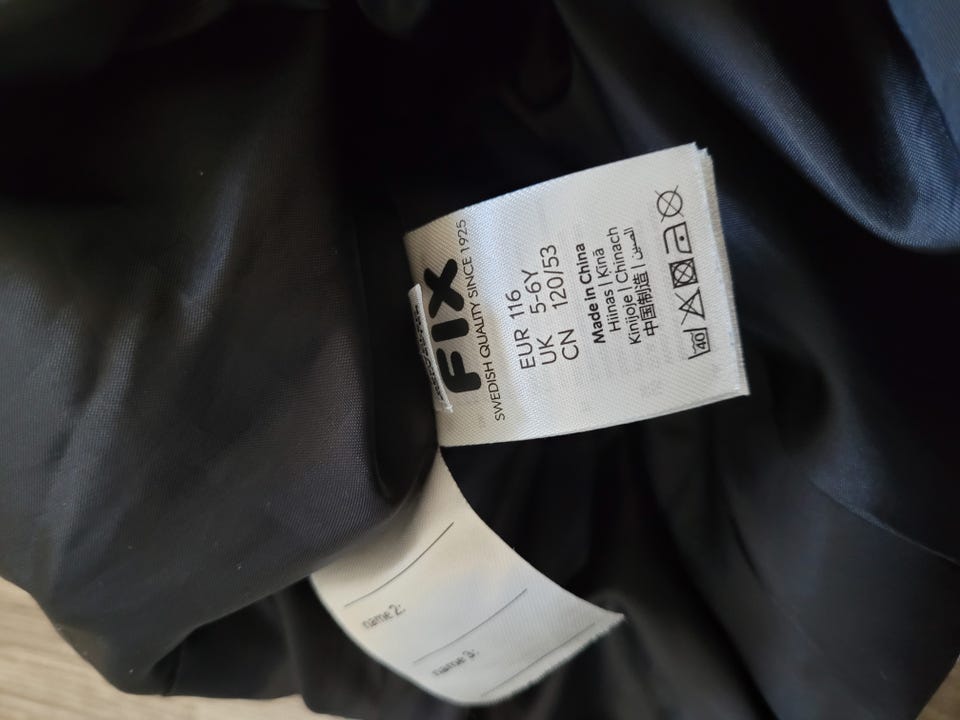 FIX
SWEDISH QUALITY SINCE 1925
EUR 116
UK 5-6Y
CN 120/53
Made in China
Hiinas | Ķīnā
Kinijoje | Chinach
中国制造 | الصين
40
name 2:
name 3: